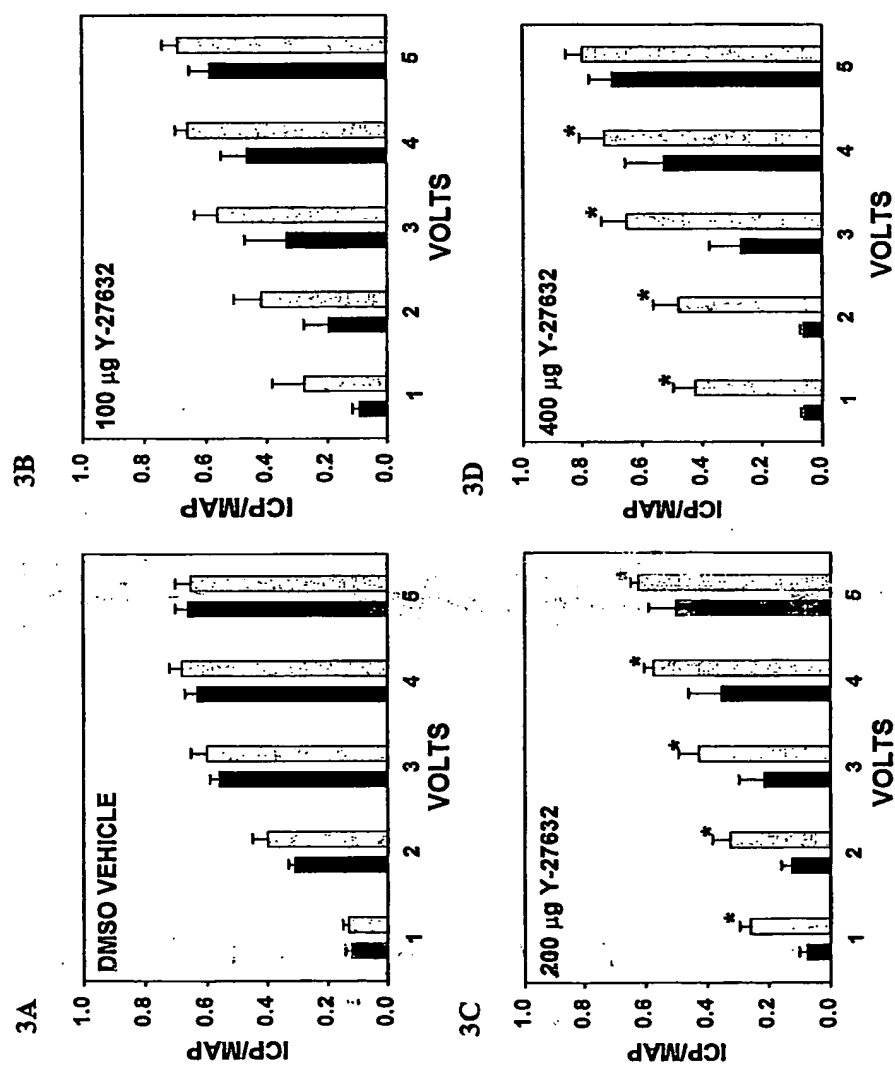 3A
DMSO VEHICLE
ICP/MAP
1.0
0.8
0.6
0.4
0.2
0.0
1 2 3 4 5
VOLTS
3B
100 µg Y-27632
ICP/MAP
1.0
0.8
0.6
0.4
0.2
0.0
1 2 3 4 5
VOLTS
3C
200 µg Y-27632
ICP/MAP
1.0
0.8
0.6
0.4
0.2
0.0
* * * * *
1 2 3 4 5
VOLTS
3D
400 µg Y-27632
ICP/MAP
1.0
0.8
0.6
0.4
0.2
0.0
* * * *
1 2 3 4 5
VOLTS